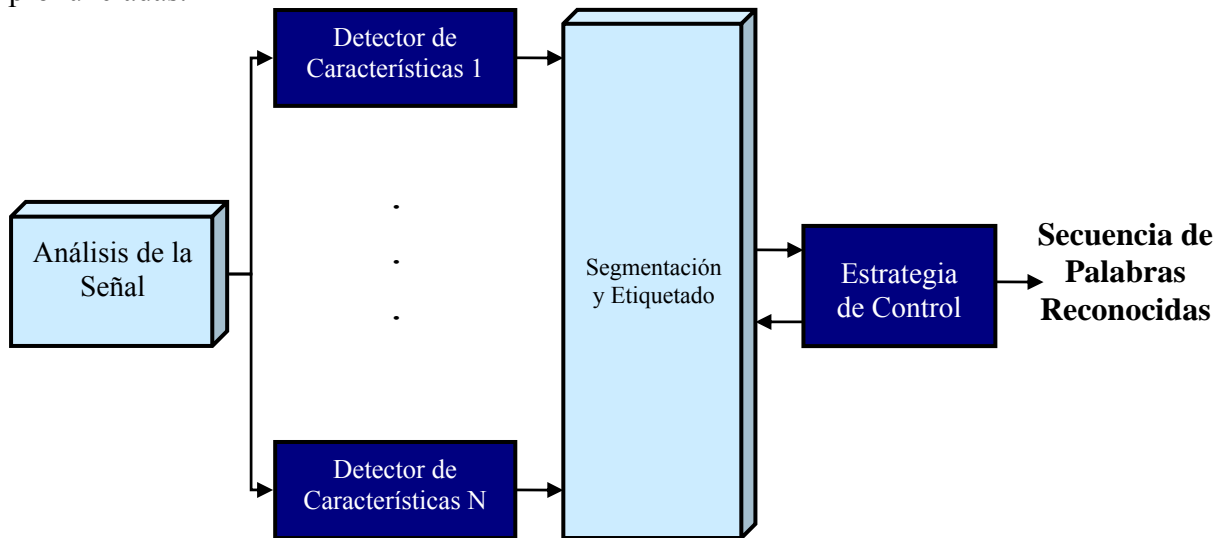 Detector de
Características 1
Análisis de la
Señal
.
.
.
Segmentación
y Etiquetado
Estrategia
de Control
Secuencia de
Palabras
Reconocidas
Detector de
Características N